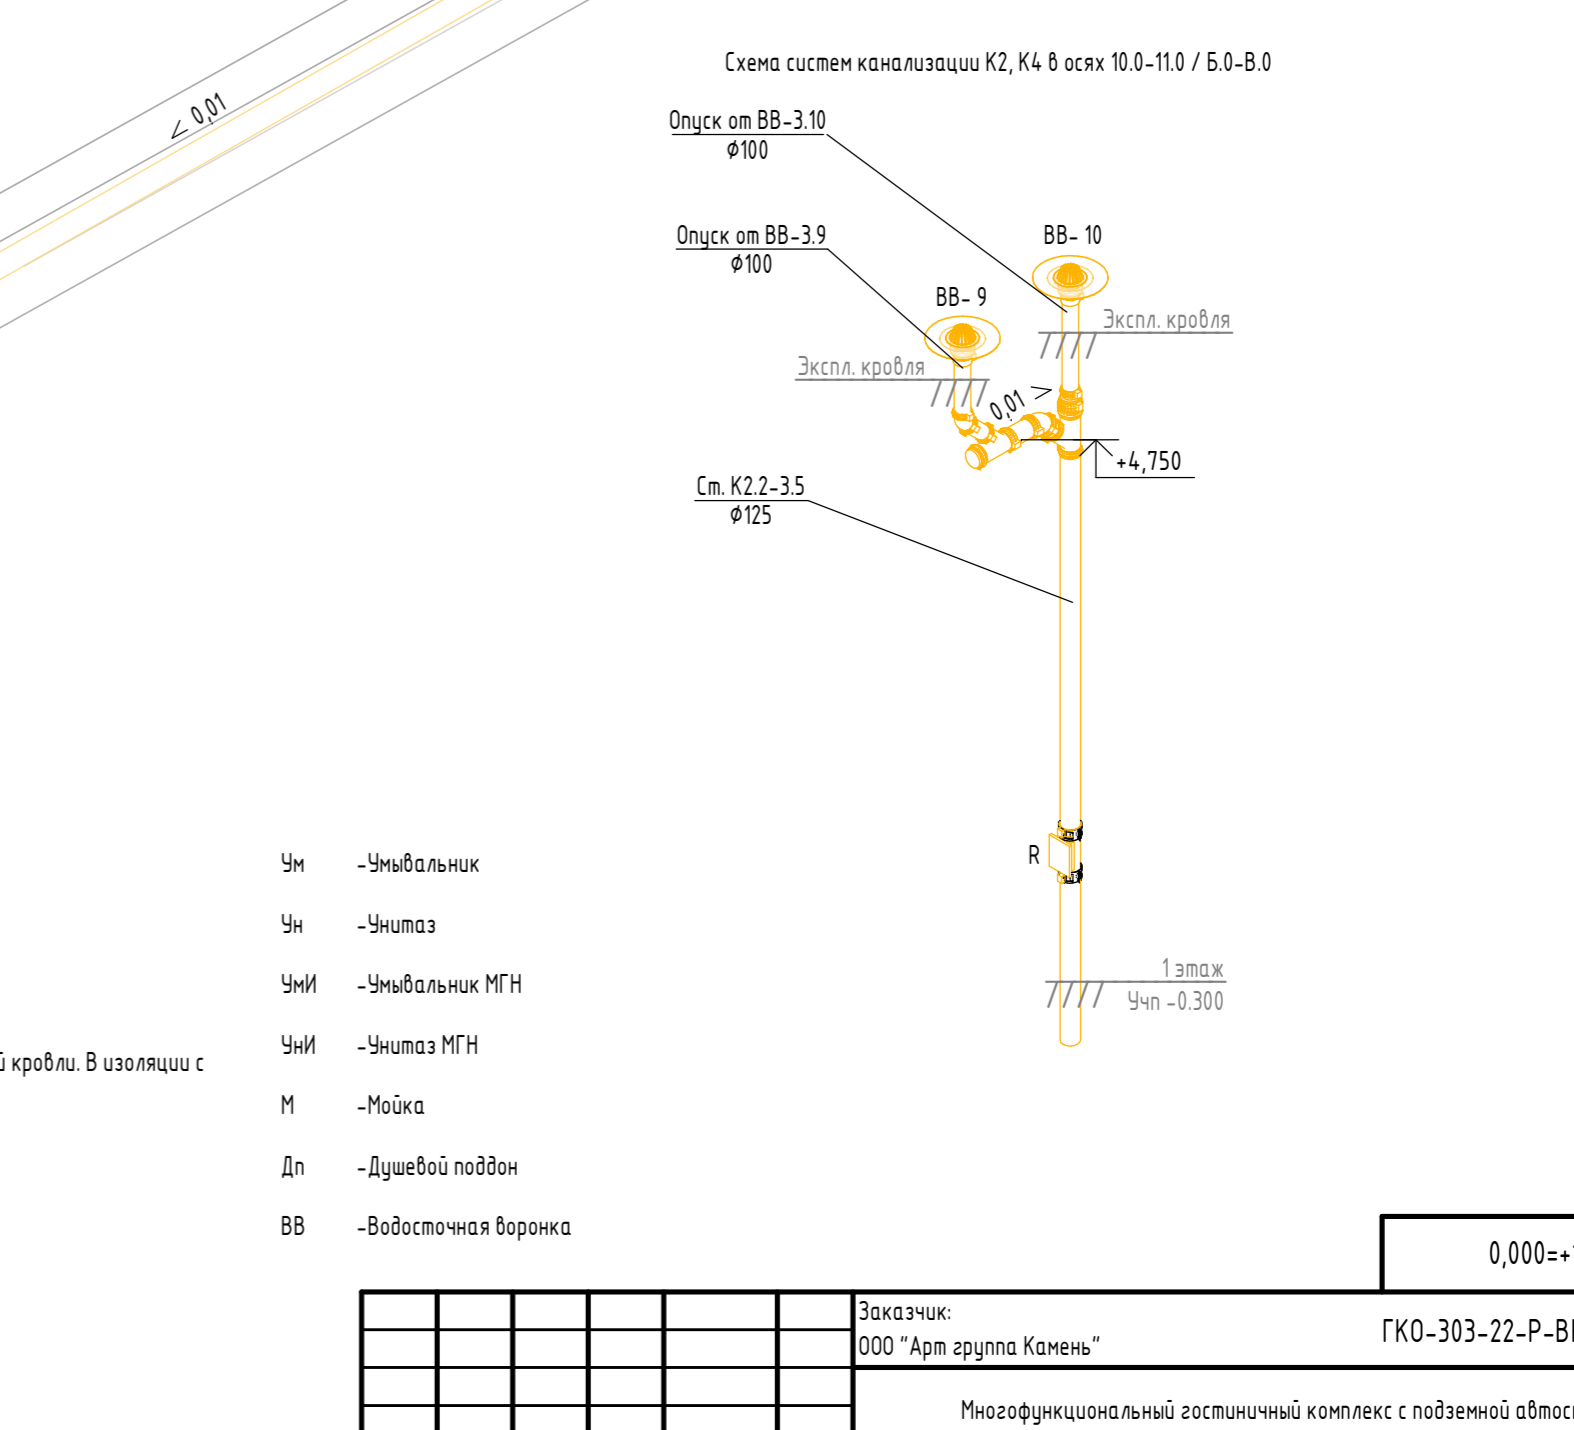 Схема систем канализации К2, К4 в осях 10.0-11.0 / Б.0-В.0
< 0,01
Опуск от ВВ-3.10
ϕ100
Опуск от ВВ-3.9
ϕ100
ВВ- 10
ВВ- 9
Экспл. кровля
Экспл. кровля
0,01 >
+4,750
Ст. К2.2-3.5
ϕ125
R
1 этаж
Учп -0.300
Ум -Умывальник
Ун -Унитаз
УмИ -Умывальник МГН
УнИ -Унитаз МГН
й кровли. В изоляции с
М -Мойка
Дп -Душевой поддон
ВВ -Водосточная воронка
0,000=+
Заказчик:
ООО "Арт группа Камень"
ГКО-303-22-Р-В
Многофункциональный гостиничный комплекс с подземной автос